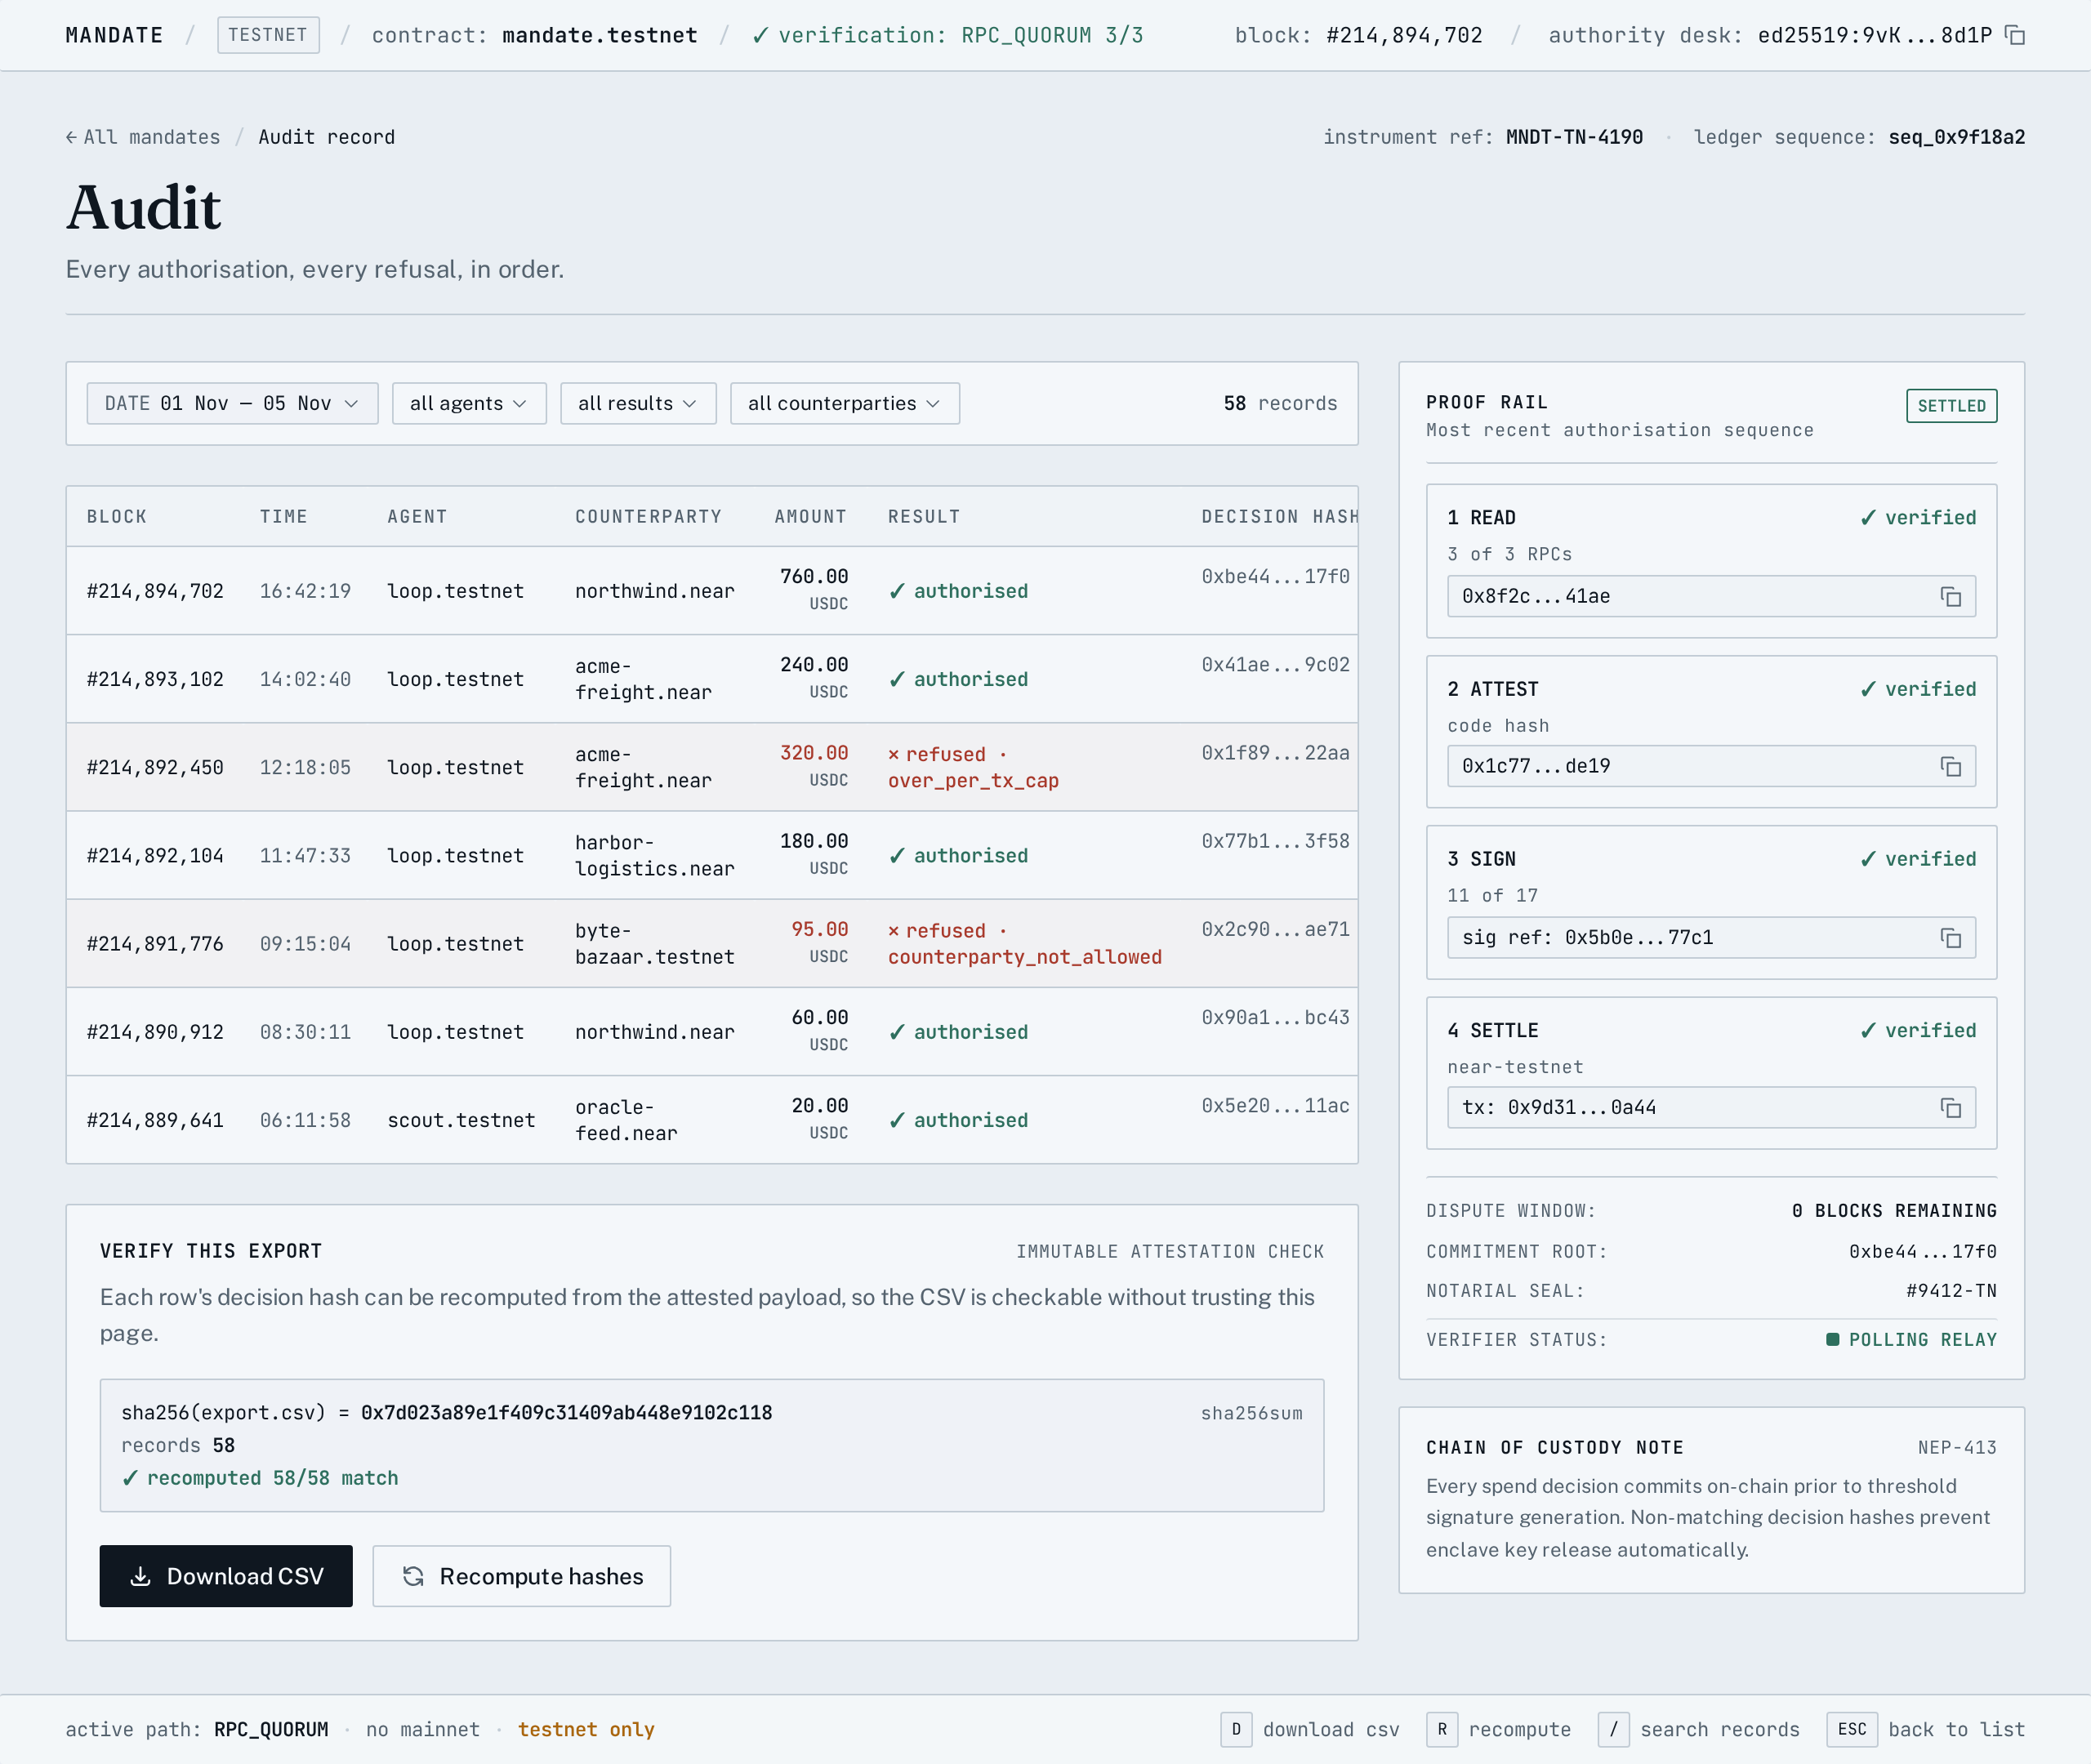 MANDATE / TESTNET / contract: mandate.testnet / ✓ verification: RPC_QUORUM 3/3 block: #214,894,702 / authority desk: ed25519:9vK...8d1P
← All mandates / Audit record instrument ref: MNDT-TN-4190 · ledger sequence: seq_0x9f18a2
Audit
Every authorisation, every refusal, in order.
DATE 01 Nov — 05 Nov all agents all results all counterparties 58 records
BLOCK TIME AGENT COUNTERPARTY AMOUNT RESULT DECISION HASH
#214,894,702 16:42:19 loop.testnet northwind.near 760.00 USDC ✓ authorised 0xbe44...17f0
#214,893,102 14:02:40 loop.testnet acme-freight.near 240.00 USDC ✓ authorised 0x41ae...9c02
#214,892,450 12:18:05 loop.testnet acme-freight.near 320.00 USDC × refused · over_per_tx_cap 0x1f89...22aa
#214,892,104 11:47:33 loop.testnet harbor-logistics.near 180.00 USDC ✓ authorised 0x77b1...3f58
#214,891,776 09:15:04 loop.testnet byte-bazaar.testnet 95.00 USDC × refused · counterparty_not_allowed 0x2c90...ae71
#214,890,912 08:30:11 loop.testnet northwind.near 60.00 USDC ✓ authorised 0x90a1...bc43
#214,889,641 06:11:58 scout.testnet oracle-feed.near 20.00 USDC ✓ authorised 0x5e20...11ac
VERIFY THIS EXPORT IMMUTABLE ATTESTATION CHECK
Each row's decision hash can be recomputed from the attested payload, so the CSV is checkable without trusting this
page.
sha256(export.csv) = 0x7d023a89e1f409c31409ab448e9102c118 sha256sum
records 58
✓ recomputed 58/58 match
Download CSV Recompute hashes
PROOF RAIL SETTLED
Most recent authorisation sequence
1 READ ✓ verified
3 of 3 RPCs
0x8f2c...41ae
2 ATTEST ✓ verified
code hash
0x1c77...de19
3 SIGN ✓ verified
11 of 17
sig ref: 0x5b0e...77c1
4 SETTLE ✓ verified
near-testnet
tx: 0x9d31...0a44
DISPUTE WINDOW: 0 BLOCKS REMAINING
COMMITMENT ROOT: 0xbe44...17f0
NOTARIAL SEAL: #9412-TN
VERIFIER STATUS: POLLING RELAY
CHAIN OF CUSTODY NOTE NEP-413
Every spend decision commits on-chain prior to threshold
signature generation. Non-matching decision hashes prevent
enclave key release automatically.
active path: RPC_QUORUM · no mainnet · testnet only D download csv R recompute / search records ESC back to list